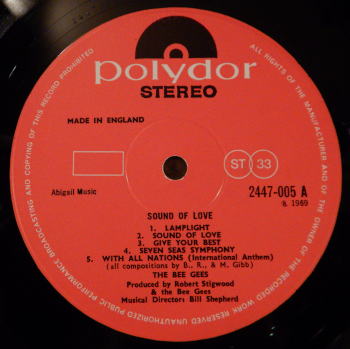 polydor
STEREO
MADE IN ENGLAND
ST 33
Abigail Music
2447-005 A
℗ 1969
SOUND OF LOVE
1. LAMPLIGHT
2. SOUND OF LOVE
3. GIVE YOUR BEST
4. SEVEN SEAS SYMPHONY
5. WITH ALL NATIONS (International Anthem)
(all compositions by B., R., & M. Gibb)
THE BEE GEES
Produced by Robert Stigwood
& the Bee Gees
Musical Director: Bill Shepherd
ALL RIGHTS OF THE MANUFACTURER AND OF THE OWNER OF THE RECORDED WORK RESERVED UNAUTHORIZED PUBLIC PERFORMANCE BROADCASTING AND COPYING OF THIS RECORD PROHIBITED